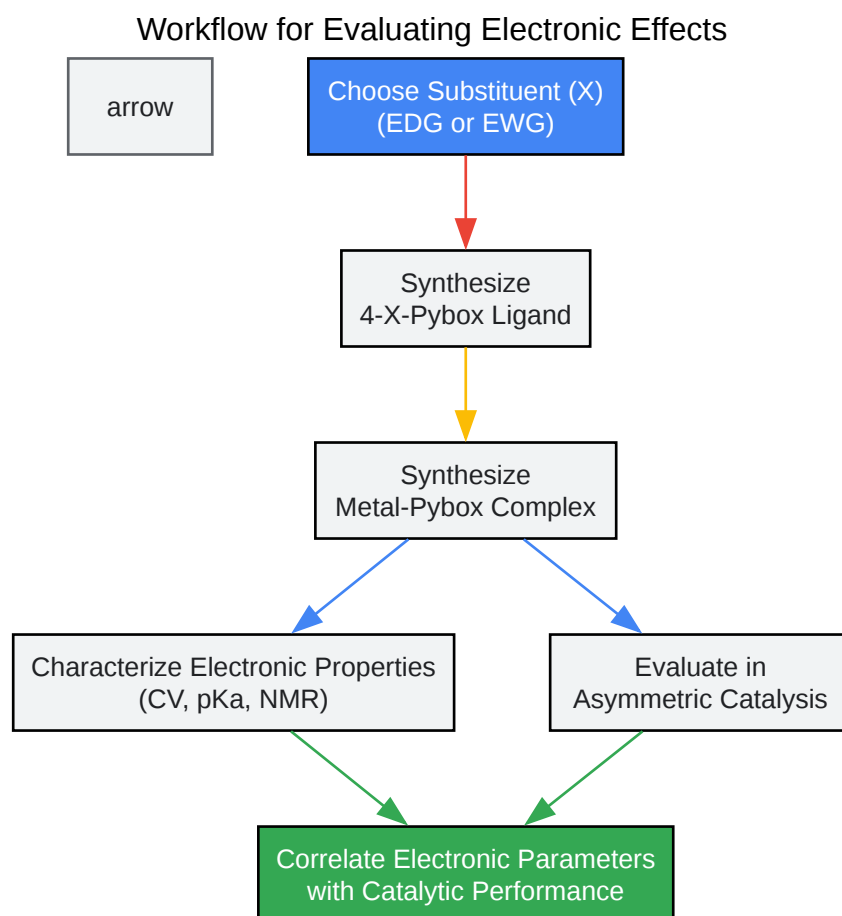 Workflow for Evaluating Electronic Effects
arrow
Choose Substituent (X)
(EDG or EWG)
Synthesize
4-X-Pybox Ligand
Synthesize
Metal-Pybox Complex
Characterize Electronic Properties
(CV, pKa, NMR)
Evaluate in
Asymmetric Catalysis
Correlate Electronic Parameters
with Catalytic Performance